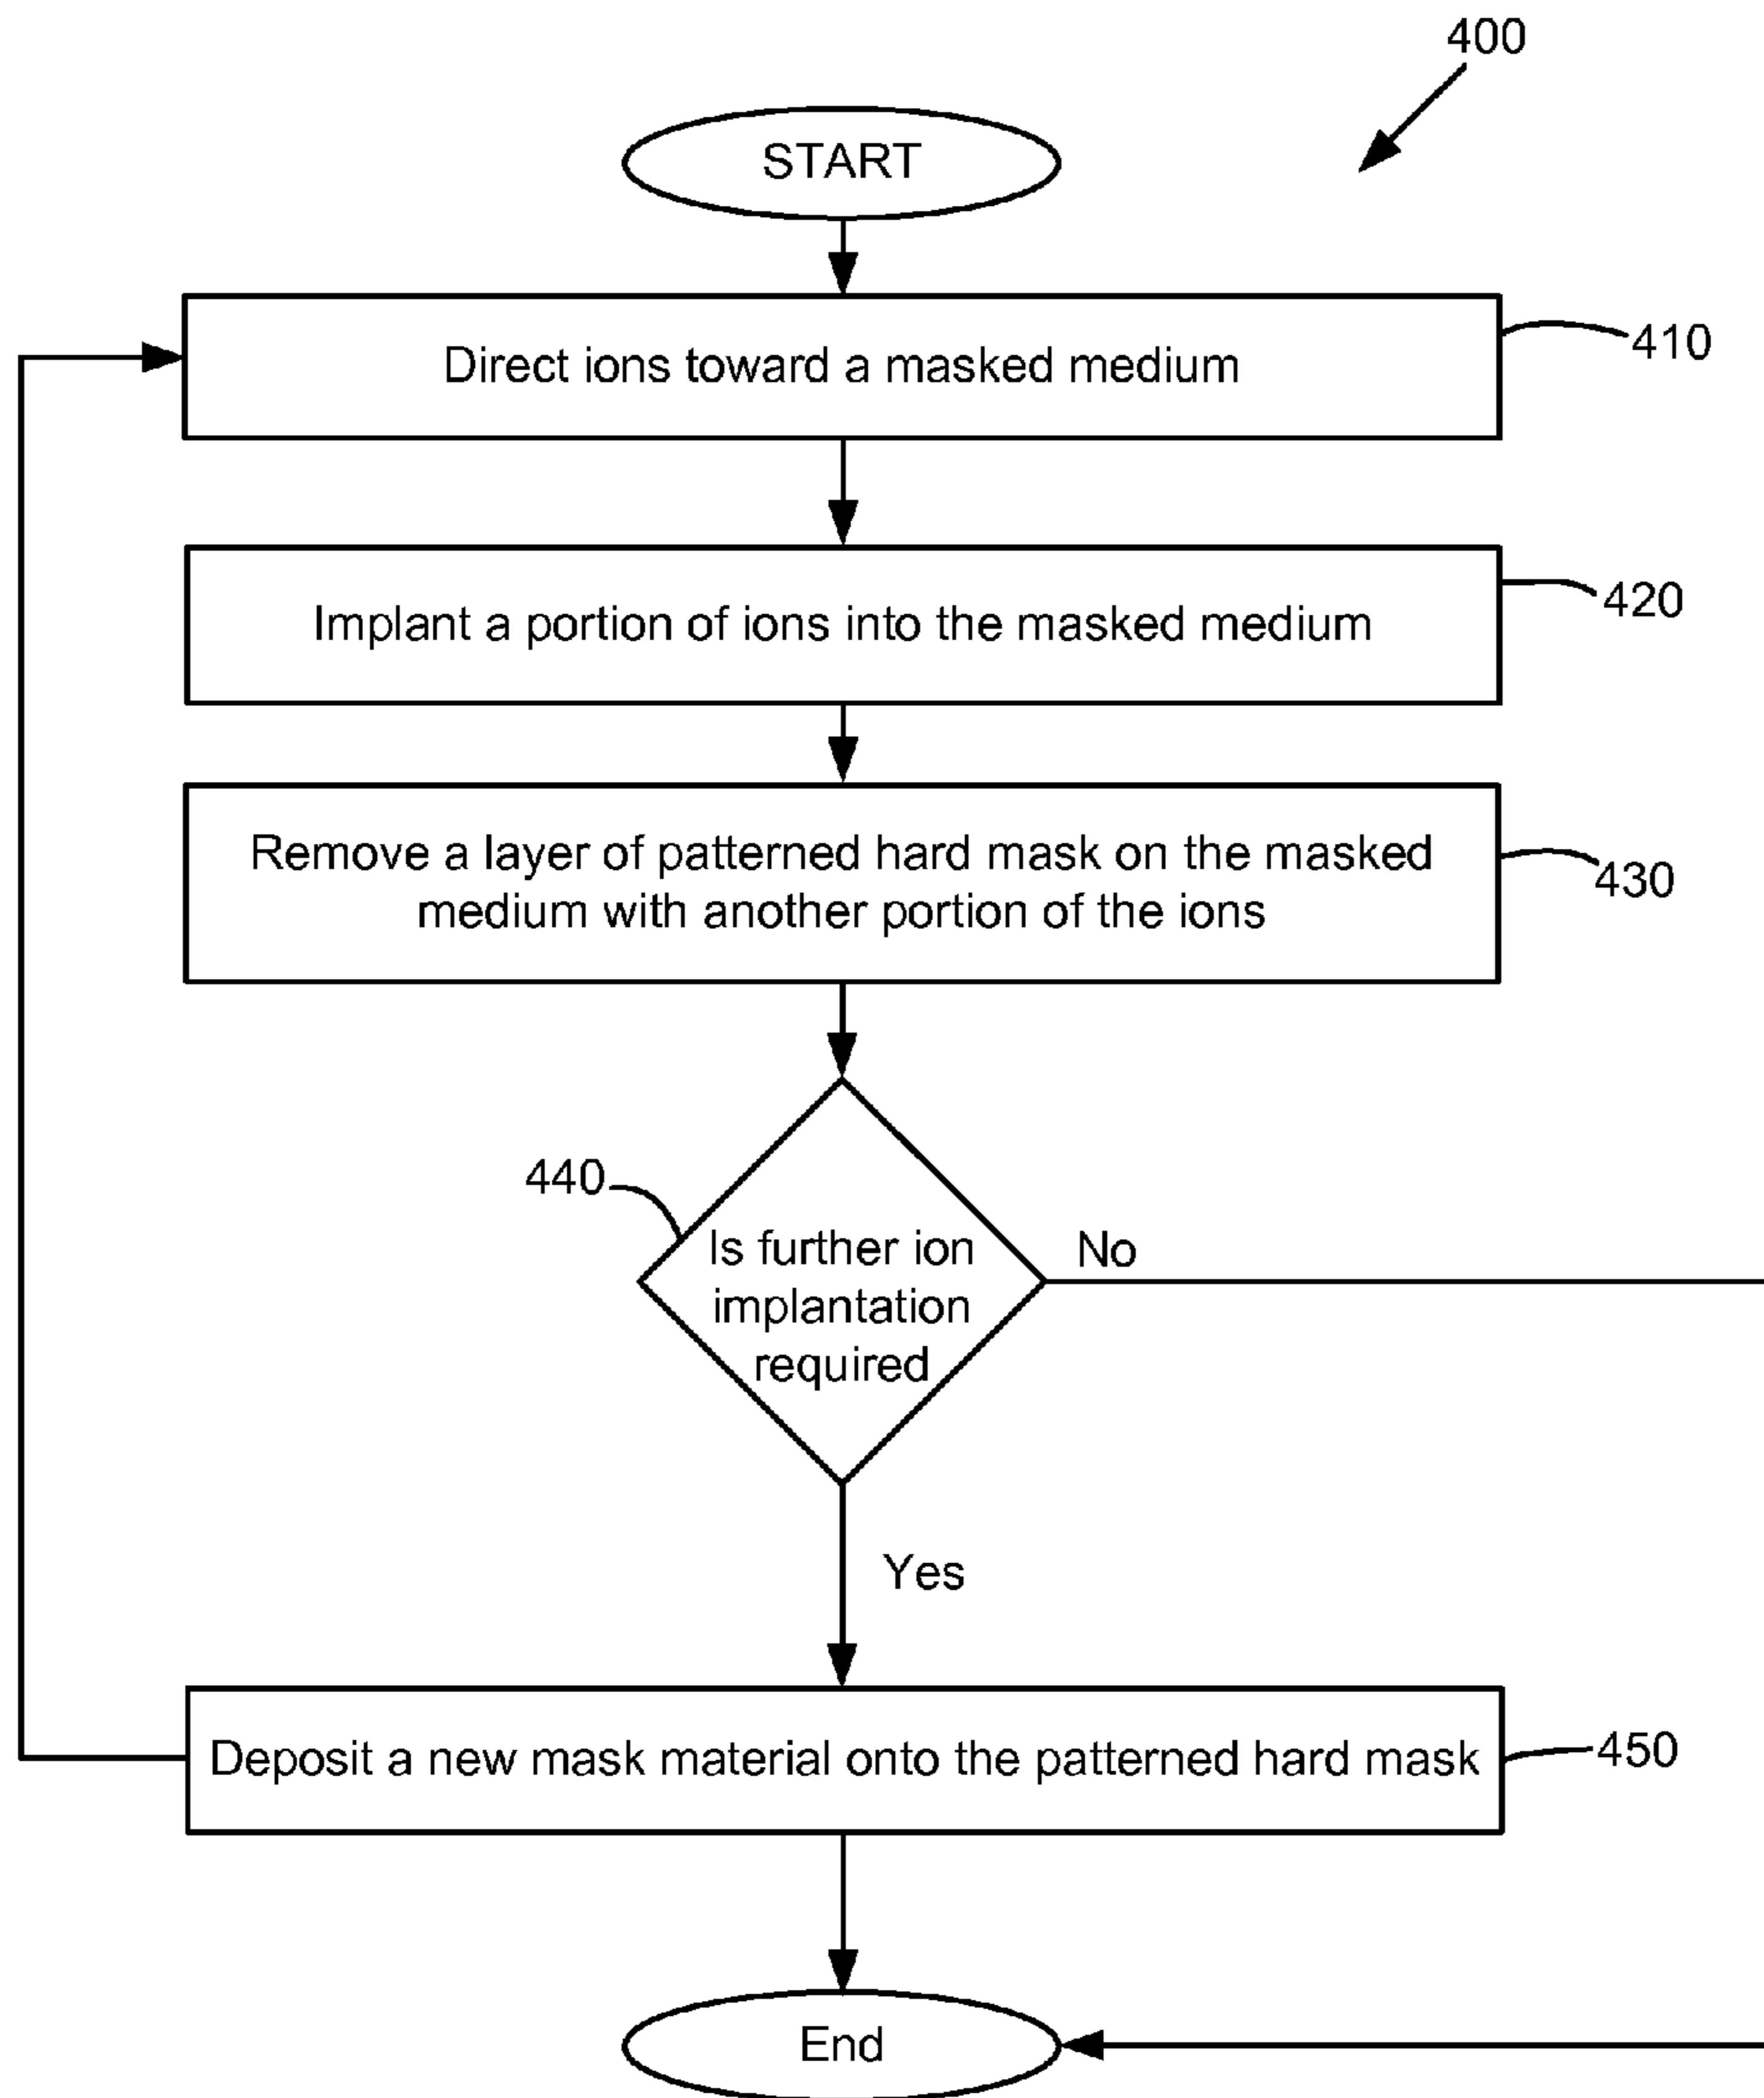 400
START
Direct ions toward a masked medium
410
Implant a portion of ions into the masked medium
420
Remove a layer of patterned hard mask on the masked
medium with another portion of the ions
430
440
Is further ion
implantation
required
No
Yes
Deposit a new mask material onto the patterned hard mask
450
End